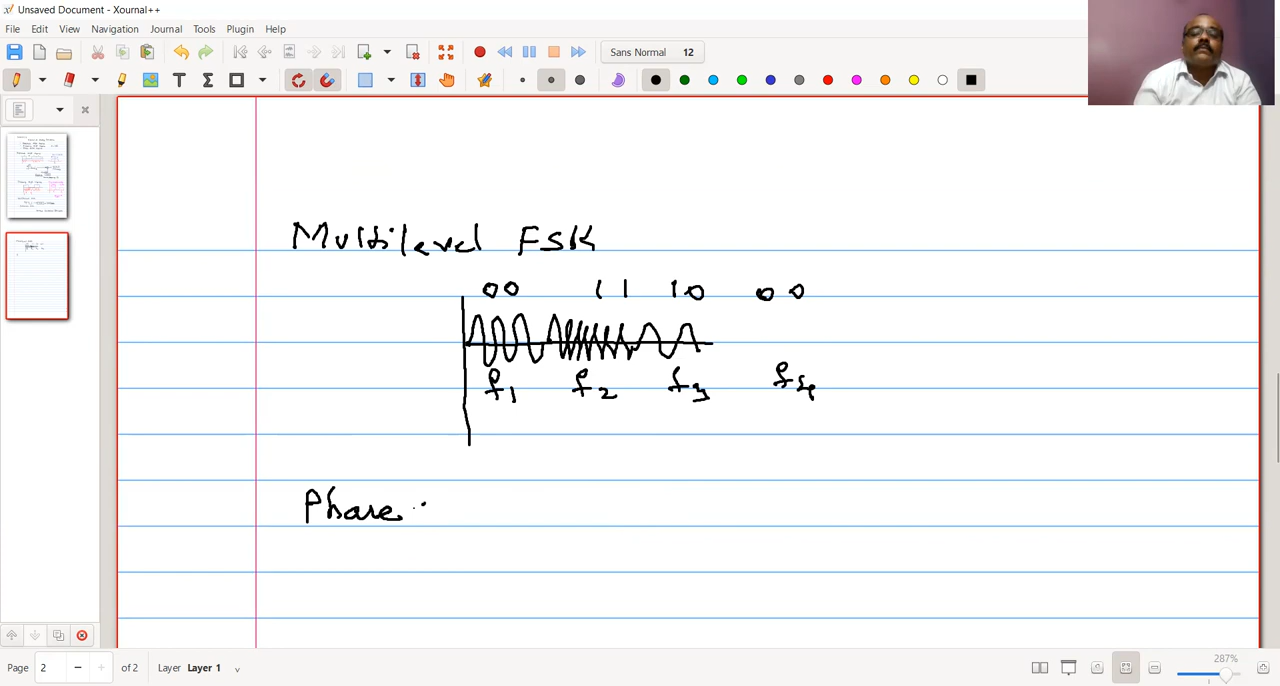 Unsaved Document - Xournal++
File Edit View Navigation Journal Tools Plugin Help
Sans Normal 12
Multilevel FSK
00 11 10 00
f1 f2 f3 f4
Phase
Page 2 of 2 Layer Layer 1 287%